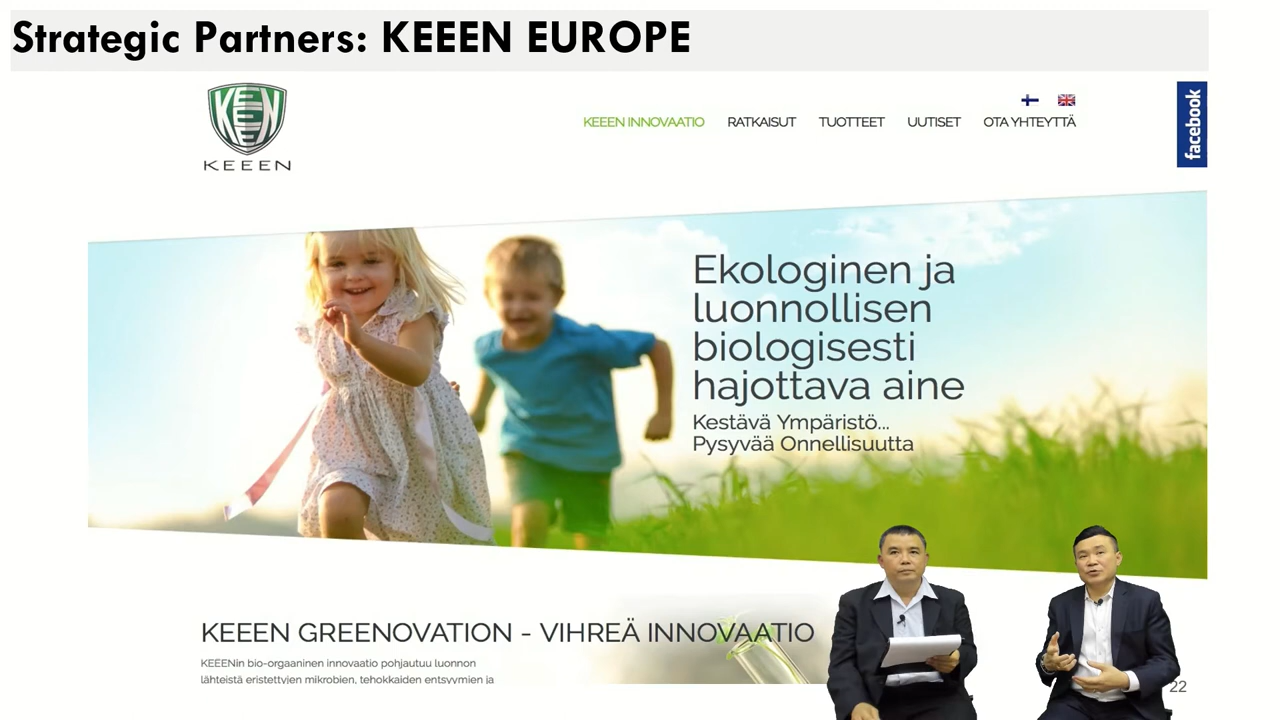 Strategic Partners: KEEEN EUROPE
KEEEN
KEEEN
KEEEN INNOVAATIO RATKAISUT TUOTTEET UUTISET OTA YHTEYTTÄ
facebook
Ekologinen ja
luonnollisen
biologisesti
hajottava aine
Kestävä Ympäristö...
Pysyvää Onnellisuutta
KEEEN GREENOVATION - VIHREÄ INNOVAATIO
KEEENin bio-orgaaninen innovaatio pohjautuu luonnon
lähteistä eristettyjen mikrobien, tehokkaiden entsyymien ja
22